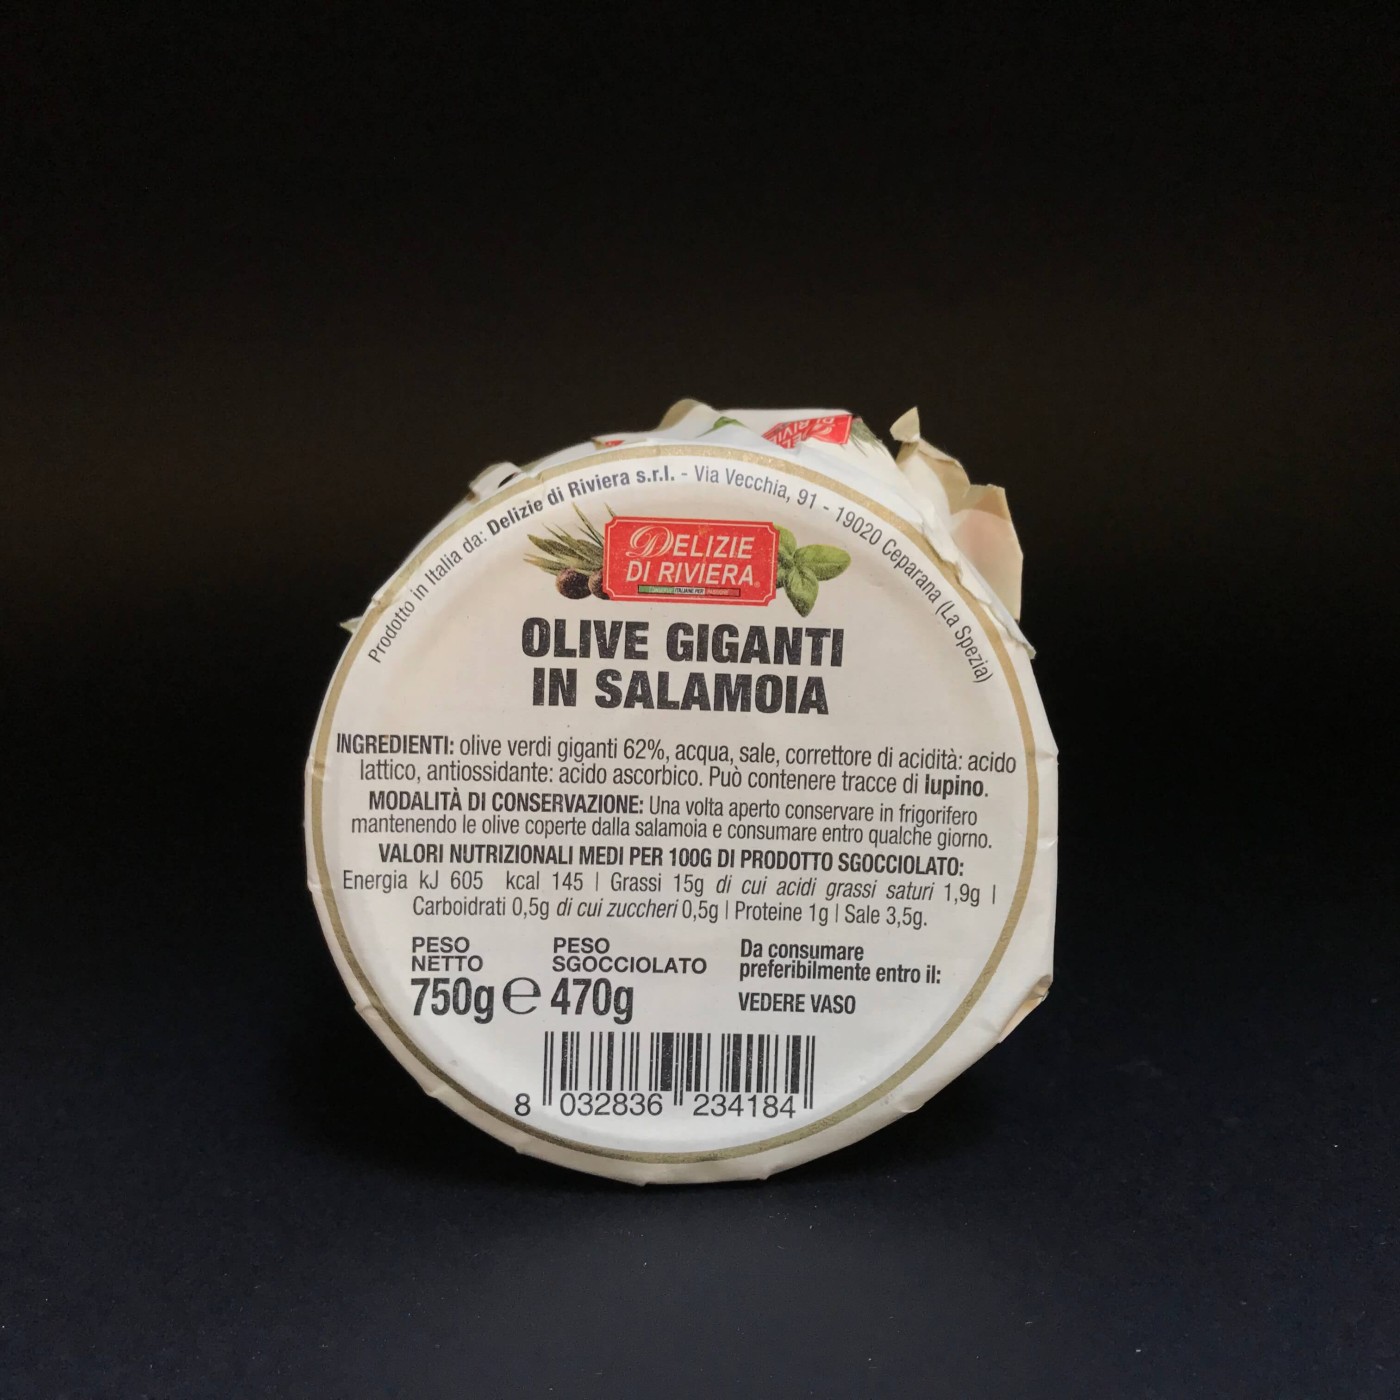 DI RIVIE
Prodotto in Italia da: Delizie di Riviera s.r.l. - Via Vecchia, 91 - 19020 Ceparana (La Spezia)
DELIZIE
DI RIVIERA
OLIVE GIGANTI
IN SALAMOIA
INGREDIENTI: olive verdi giganti 62%, acqua, sale, correttore di acidità: acido
lattico, antiossidante: acido ascorbico. Può contenere tracce di lupino.
MODALITÀ DI CONSERVAZIONE: Una volta aperto conservare in frigorifero
mantenendo le olive coperte dalla salamoia e consumare entro qualche giorno.
VALORI NUTRIZIONALI MEDI PER 100G DI PRODOTTO SGOCCIOLATO:
Energia kJ 605 kcal 145 | Grassi 15g di cui acidi grassi saturi 1,9g |
Carboidrati 0,5g di cui zuccheri 0,5g | Proteine 1g | Sale 3,5g.
PESO
NETTO
750g ℮
PESO
SGOCCIOLATO
470g
Da consumare
preferibilmente entro il:
VEDERE VASO
8 032836 234184